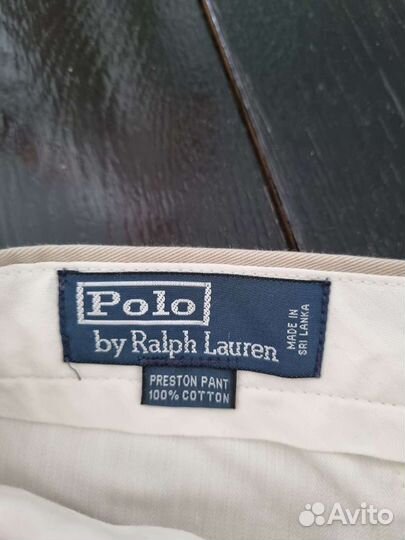 Polo
by Ralph Lauren
MADE IN
SRI LANKA
PRESTON PANT
100% COTTON
Avito